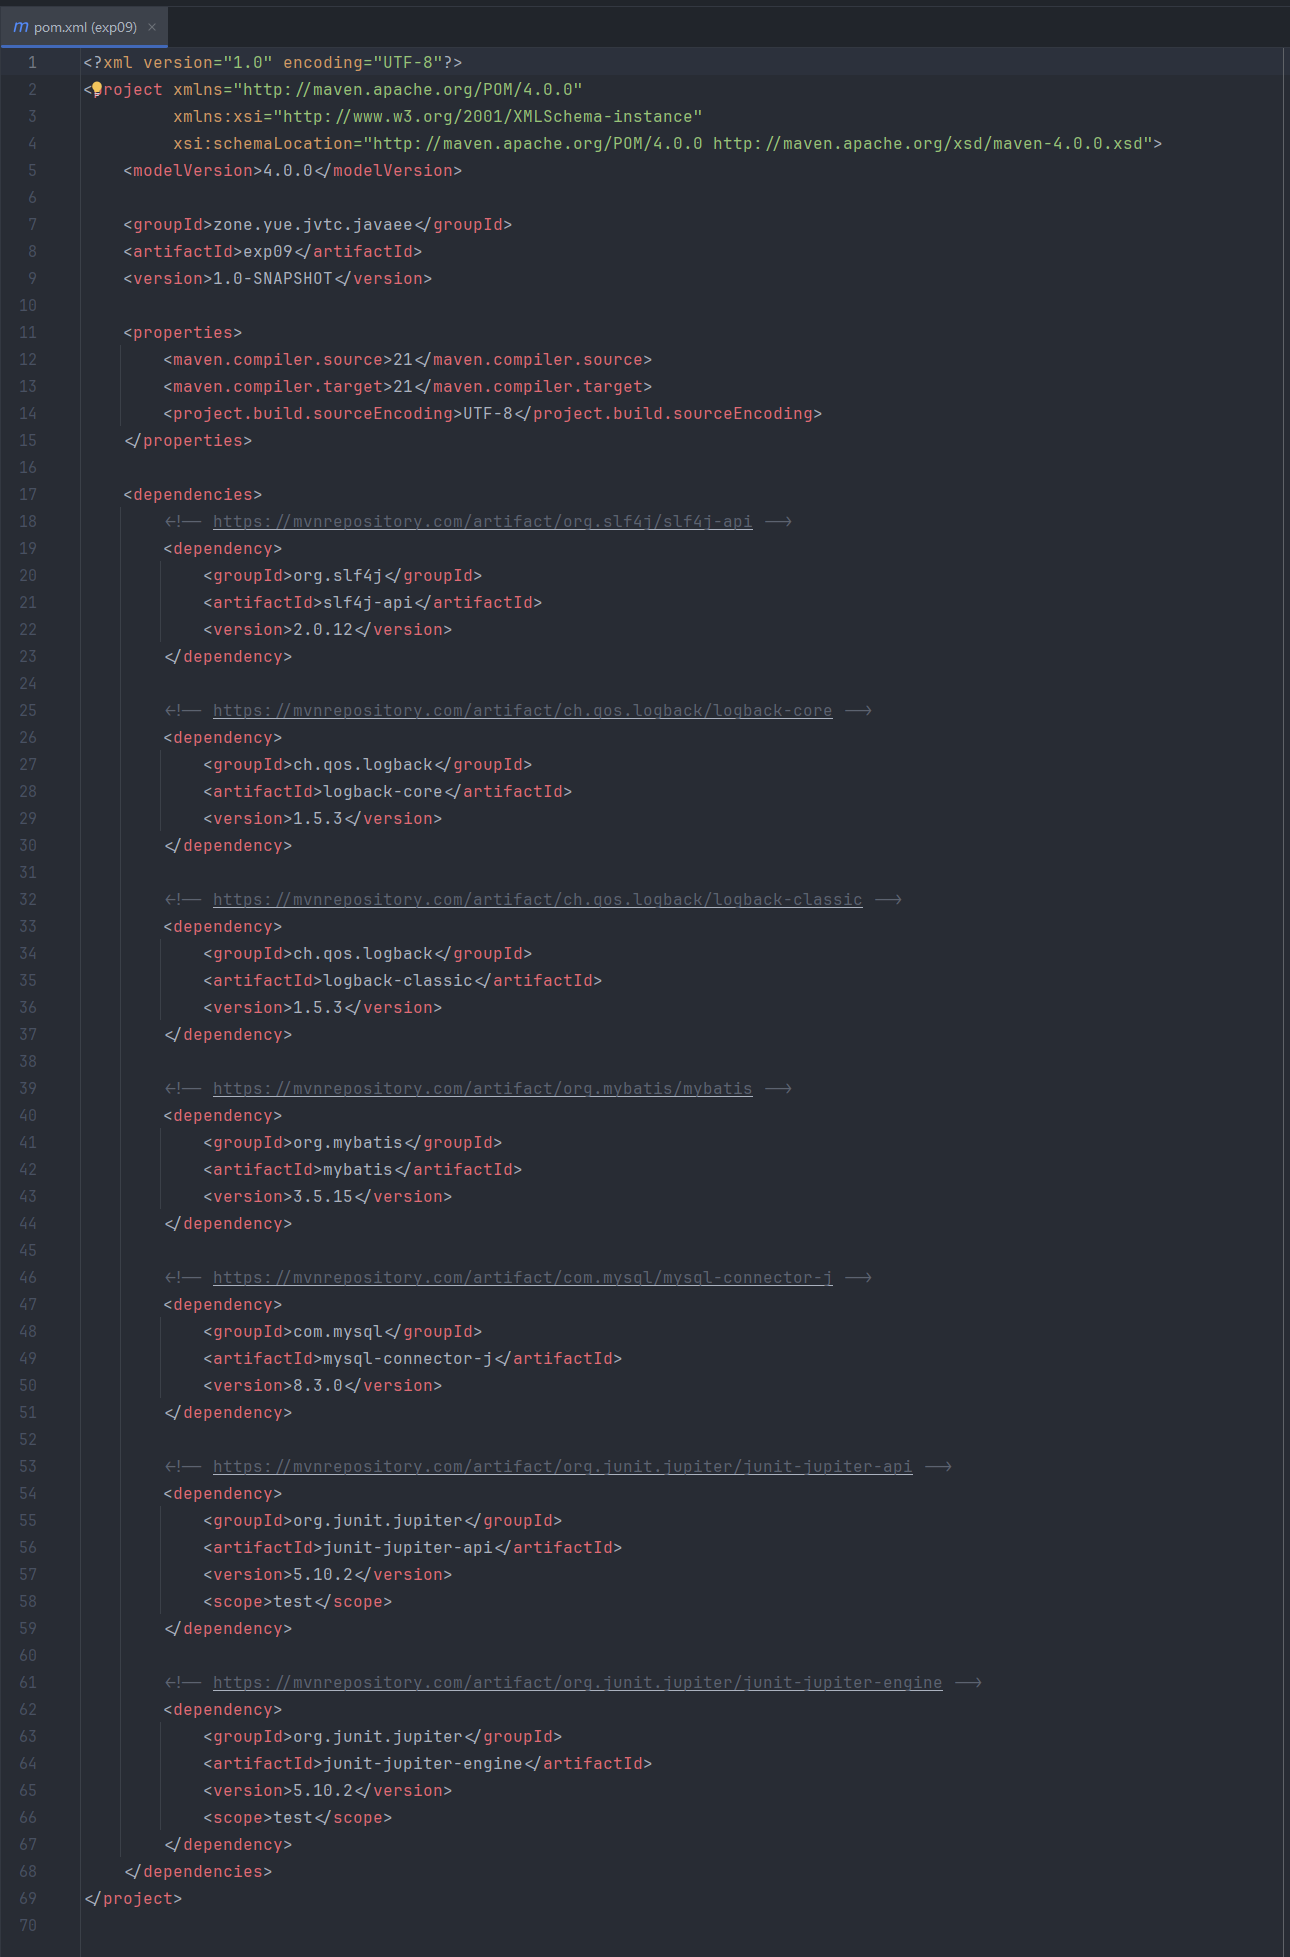 m pom.xml (exp09) ×
1 <?xml version="1.0" encoding="UTF-8"?>
2 <project xmlns="http://maven.apache.org/POM/4.0.0"
3 xmlns:xsi="http://www.w3.org/2001/XMLSchema-instance"
4 xsi:schemaLocation="http://maven.apache.org/POM/4.0.0 http://maven.apache.org/xsd/maven-4.0.0.xsd">
5 <modelVersion>4.0.0</modelVersion>
6
7 <groupId>zone.yue.jvtc.javaee</groupId>
8 <artifactId>exp09</artifactId>
9 <version>1.0-SNAPSHOT</version>
10
11 <properties>
12 <maven.compiler.source>21</maven.compiler.source>
13 <maven.compiler.target>21</maven.compiler.target>
14 <project.build.sourceEncoding>UTF-8</project.build.sourceEncoding>
15 </properties>
16
17 <dependencies>
18 <!-- https://mvnrepository.com/artifact/org.slf4j/slf4j-api -->
19 <dependency>
20 <groupId>org.slf4j</groupId>
21 <artifactId>slf4j-api</artifactId>
22 <version>2.0.12</version>
23 </dependency>
24
25 <!-- https://mvnrepository.com/artifact/ch.qos.logback/logback-core -->
26 <dependency>
27 <groupId>ch.qos.logback</groupId>
28 <artifactId>logback-core</artifactId>
29 <version>1.5.3</version>
30 </dependency>
31
32 <!-- https://mvnrepository.com/artifact/ch.qos.logback/logback-classic -->
33 <dependency>
34 <groupId>ch.qos.logback</groupId>
35 <artifactId>logback-classic</artifactId>
36 <version>1.5.3</version>
37 </dependency>
38
39 <!-- https://mvnrepository.com/artifact/org.mybatis/mybatis -->
40 <dependency>
41 <groupId>org.mybatis</groupId>
42 <artifactId>mybatis</artifactId>
43 <version>3.5.15</version>
44 </dependency>
45
46 <!-- https://mvnrepository.com/artifact/com.mysql/mysql-connector-j -->
47 <dependency>
48 <groupId>com.mysql</groupId>
49 <artifactId>mysql-connector-j</artifactId>
50 <version>8.3.0</version>
51 </dependency>
52
53 <!-- https://mvnrepository.com/artifact/org.junit.jupiter/junit-jupiter-api -->
54 <dependency>
55 <groupId>org.junit.jupiter</groupId>
56 <artifactId>junit-jupiter-api</artifactId>
57 <version>5.10.2</version>
58 <scope>test</scope>
59 </dependency>
60
61 <!-- https://mvnrepository.com/artifact/org.junit.jupiter/junit-jupiter-engine -->
62 <dependency>
63 <groupId>org.junit.jupiter</groupId>
64 <artifactId>junit-jupiter-engine</artifactId>
65 <version>5.10.2</version>
66 <scope>test</scope>
67 </dependency>
68 </dependencies>
69 </project>
70